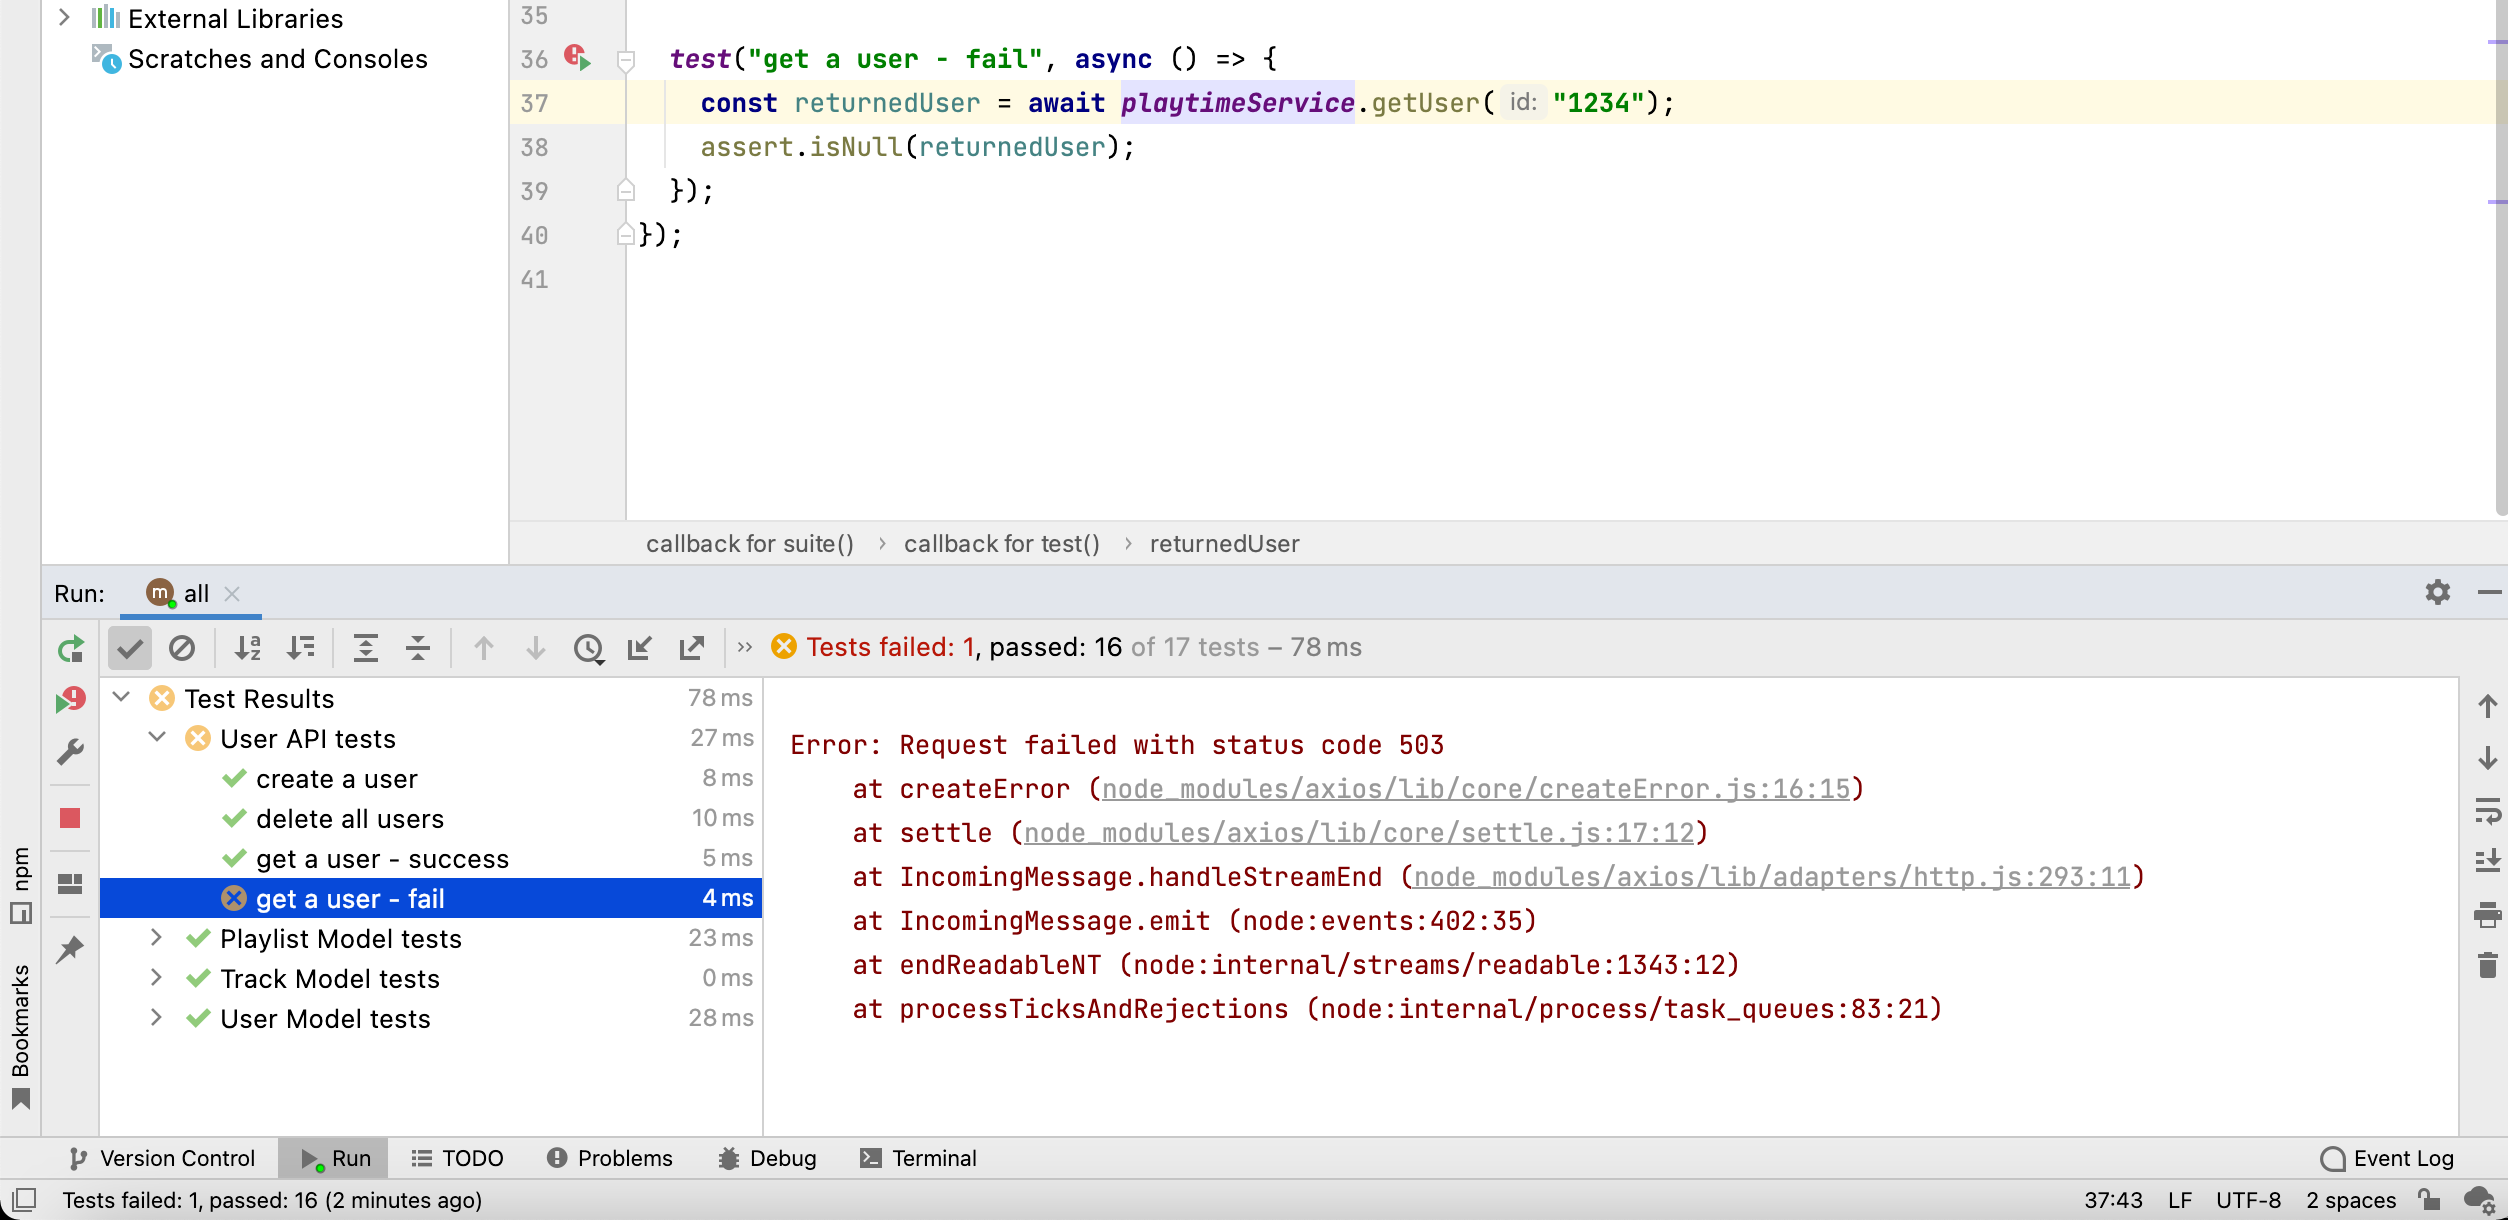 External Libraries
Scratches and Consoles
35
36 test("get a user - fail", async () => {
37 const returnedUser = await playtimeService.getUser( id: "1234");
38 assert.isNull(returnedUser);
39 });
40 });
41
callback for suite() › callback for test() › returnedUser
Run: m all
» Tests failed: 1, passed: 16 of 17 tests – 78 ms
Test Results 78 ms
User API tests 27 ms
create a user 8 ms
delete all users 10 ms
get a user - success 5 ms
get a user - fail 4 ms
Playlist Model tests 23 ms
Track Model tests 0 ms
User Model tests 28 ms
Error: Request failed with status code 503
at createError (node_modules/axios/lib/core/createError.js:16:15)
at settle (node_modules/axios/lib/core/settle.js:17:12)
at IncomingMessage.handleStreamEnd (node_modules/axios/lib/adapters/http.js:293:11)
at IncomingMessage.emit (node:events:402:35)
at endReadableNT (node:internal/streams/readable:1343:12)
at processTicksAndRejections (node:internal/process/task_queues:83:21)
npm
Bookmarks
Version Control Run TODO Problems Debug Terminal Event Log
Tests failed: 1, passed: 16 (2 minutes ago) 37:43 LF UTF-8 2 spaces